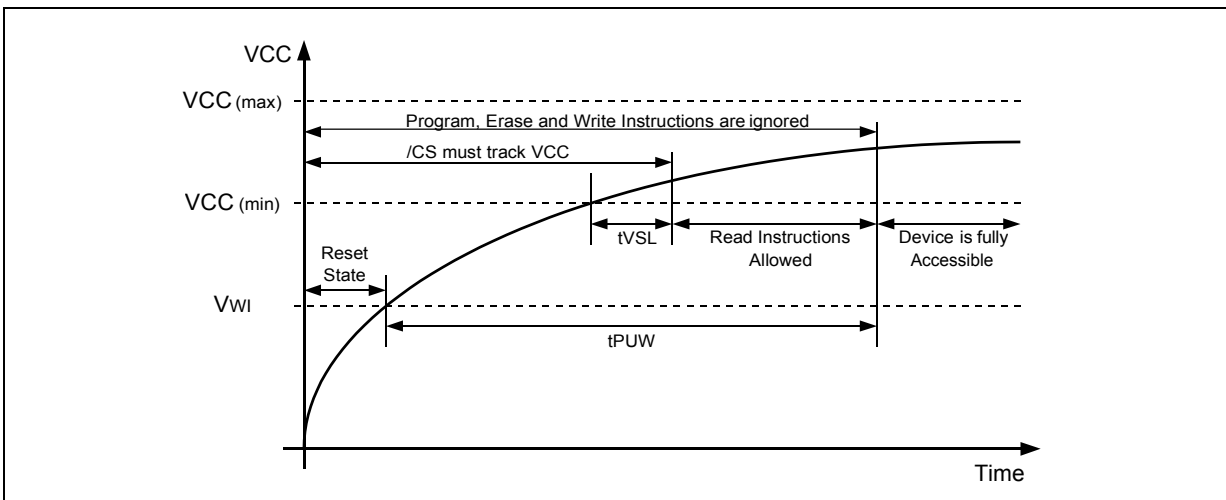 VCC
VCC (max)
Program, Erase and Write Instructions are ignored
/CS must track VCC
VCC (min)
tVSL
Read Instructions
Allowed
Device is fully
Accessible
Reset
State
VWI
tPUW
Time